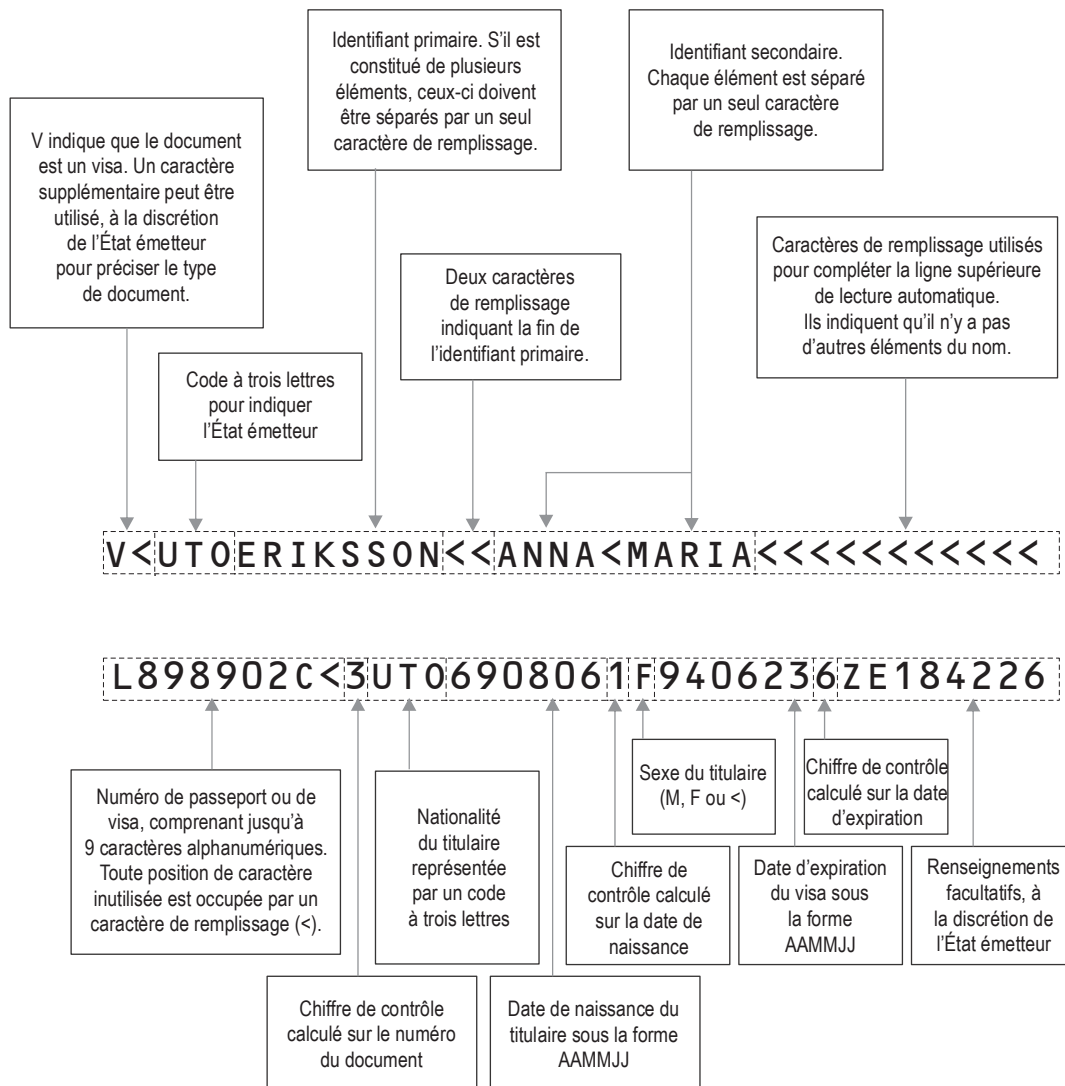 Identifiant primaire. S'il est
constitué de plusieurs
éléments, ceux-ci doivent
être séparés par un seul
caractère de remplissage.
Identifiant secondaire.
Chaque élément est séparé
par un seul caractère
de remplissage.
V indique que le document
est un visa. Un caractère
supplémentaire peut être
utilisé, à la discrétion
de l'État émetteur
pour préciser le type
de document.
Deux caractères
de remplissage
indiquant la fin de
l'identifiant primaire.
Caractères de remplissage utilisés
pour compléter la ligne supérieure
de lecture automatique.
Ils indiquent qu'il n'y a pas
d'autres éléments du nom.
Code à trois lettres
pour indiquer
l'État émetteur
V<UTOERIKSSON<<ANNA<MARIA<<<<<<<<<<<
L898902C<3UTO6908061F9406236ZE184226
Numéro de passeport ou de
visa, comprenant jusqu'à
9 caractères alphanumériques.
Toute position de caractère
inutilisée est occupée par un
caractère de remplissage (<).
Nationalité
du titulaire
représentée
par un code
à trois lettres
Sexe du titulaire
(M, F ou <)
Chiffre de contrôle
calculé sur la date
d'expiration
Chiffre de
contrôle calculé
sur la date de
naissance
Date d'expiration
du visa sous
la forme
AAMMJJ
Renseignements
facultatifs, à
la discrétion de
l'État émetteur
Chiffre de contrôle
calculé sur le numéro
du document
Date de naissance du
titulaire sous la forme
AAMMJJ